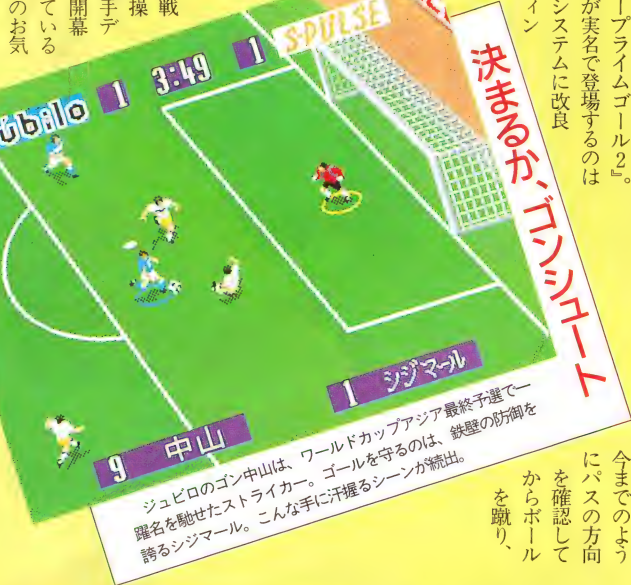 ープライムゴール2』。
が実名で登場するのは
システムに改良
ィン
戦
操
手デ
開幕
ている
のお気
úbilo 1 3:49 1 S-PULSE
決まるか、ゴンシュート
9 中山
1 シジマール
ジュビロのゴン中山は、ワールドカップアジア最終予選で一
躍名を馳せたストライカー。ゴールを守るのは、鉄壁の防御を
誇るシジマール。こんな手に汗握るシーンが続出。
今までのよう
にパスの方向
を確認して
からボール
を蹴り、